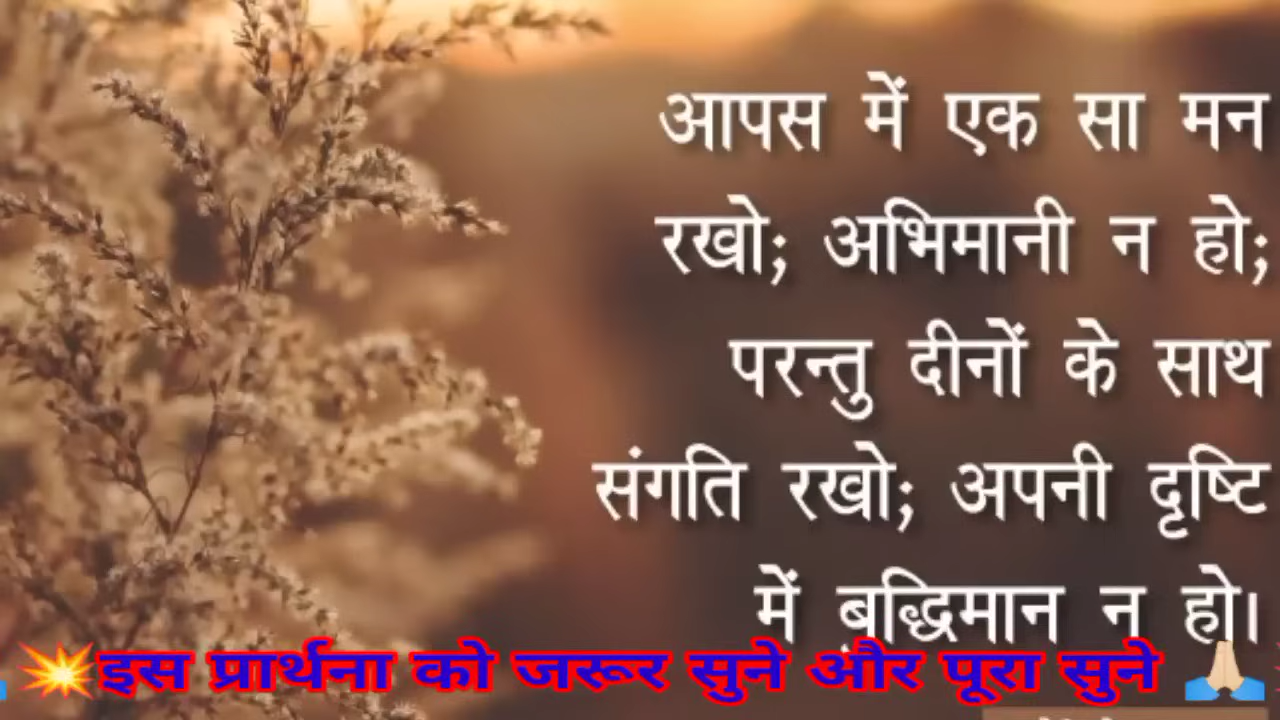 आपस में एक सा मन
रखो; अभिमानी न हो;
परन्तु दीनों के साथ
संगति रखो; अपनी दृष्टि
में बुद्धिमान न हो।
💥इस प्रार्थना को जरूर सुने और पूरा सुने 🙏🏻